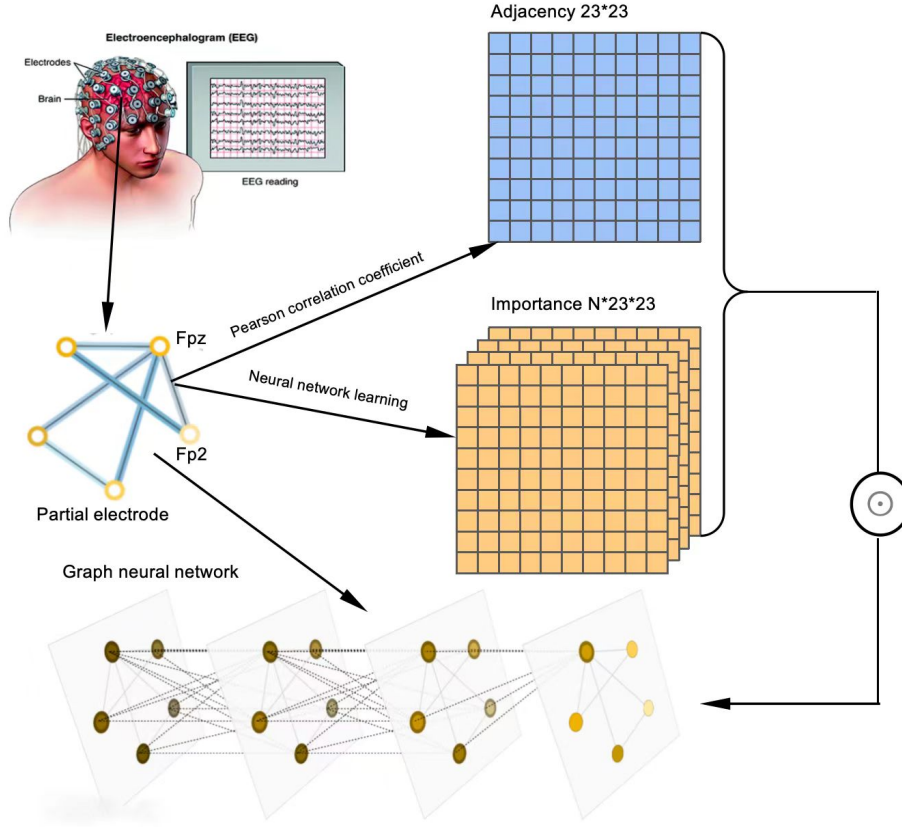 Adjacency 23*23
Electroencephalogram (EEG)
Electrodes
Brain
EEG reading
Pearson correlation coefficient
Importance N*23*23
Neural network learning
Fpz
Fp2
Partial electrode
Graph neural network